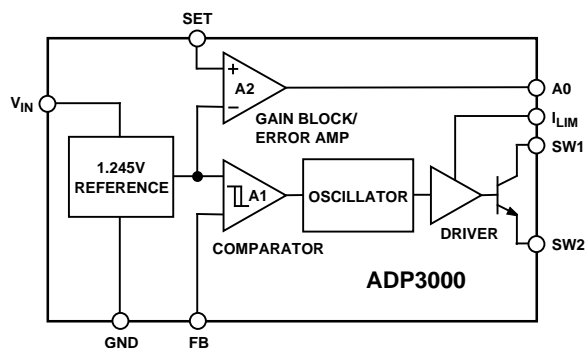 SET
V_IN
+
A2
−
GAIN BLOCK/
ERROR AMP
A0
I_LIM
SW1
1.245V
REFERENCE
A1
OSCILLATOR
COMPARATOR
DRIVER
SW2
ADP3000
GND
FB